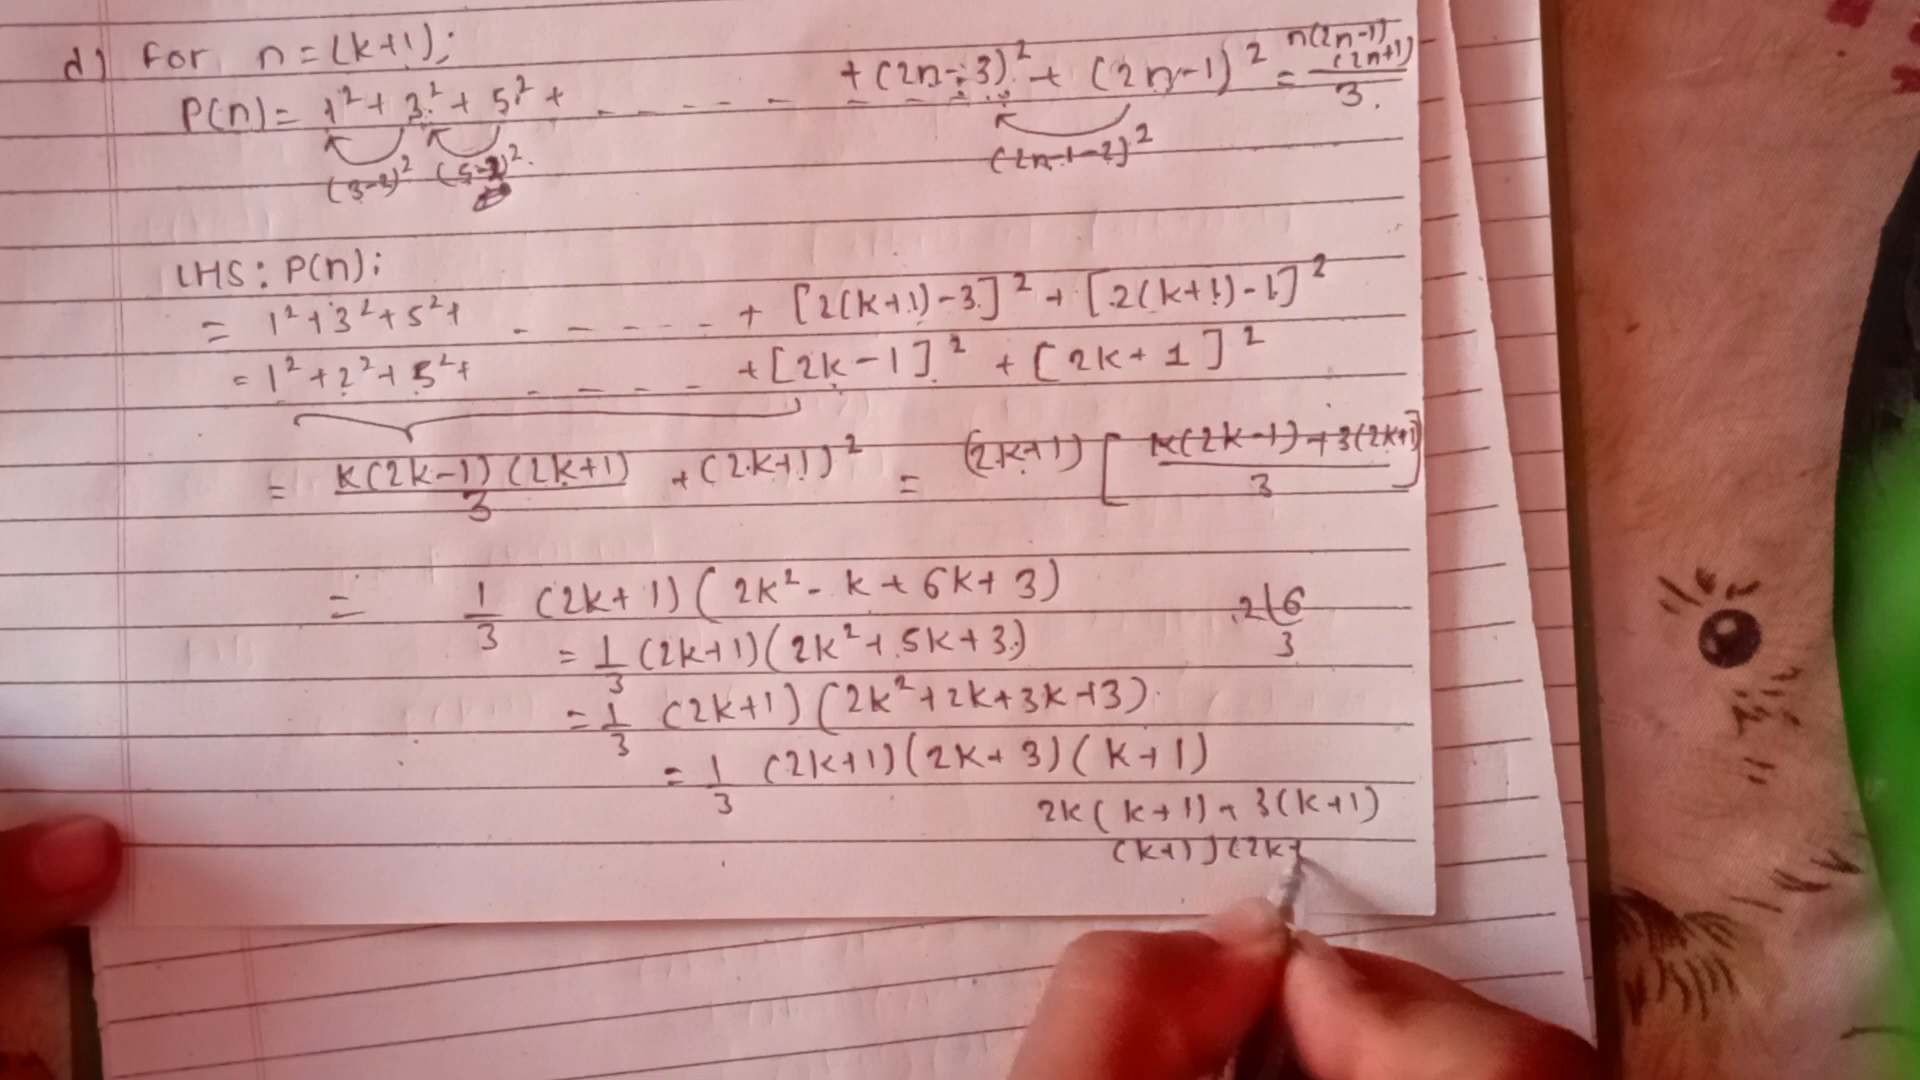 d) For n = (k+1);
P(n) = 1² + 3² + 5² + - - - - - - - - + (2n-3)² + (2n-1)² = n(2n-1)(2n+1)/3.
(3-2)² (5-2)². (2n-1-2)²
LHS: P(n);
= 1² + 3² + 5² + - - - - - + [2(k+1)-3]² + [2(k+1)-1]²
= 1² + 2² + 5² + - - - - + [2k-1]² + [2k+1]²
= k(2k-1)(2k+1)/3 + (2k+1)² = (2k+1) [k(2k-1)+3(2k+1)/3]
= 1/3 (2k+1)(2k² - k + 6k + 3)
2|6
3
= 1/3 (2k+1)(2k² + 5k + 3)
= 1/3 (2k+1)(2k² + 2k + 3k + 3)
= 1/3 (2k+1)(2k+3)(k+1)
2k(k+1) + 3(k+1)
(k+1)(2k+